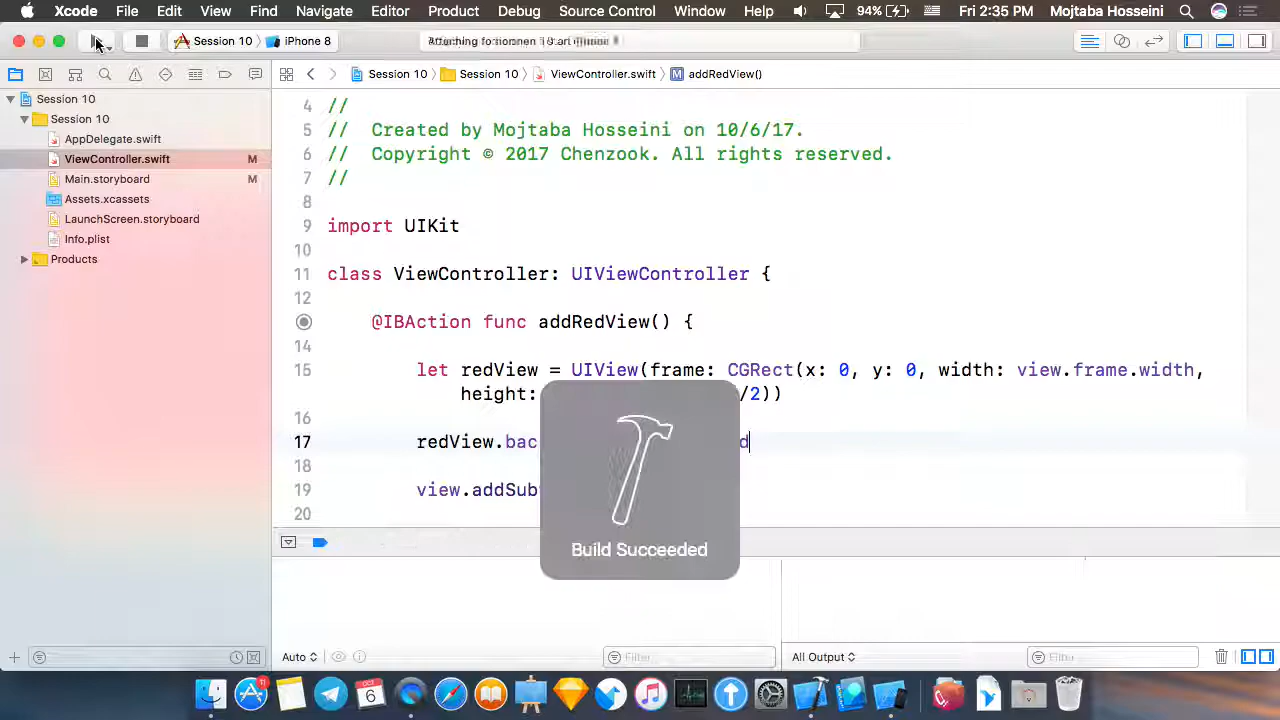 Xcode File Edit View Find Navigate Editor Product Debug Source Control Window Help 94% Fri 2:35 PM Mojtaba Hosseini
Session 10 iPhone 8
Session 10 Session 10 ViewController.swift M addRedView()
Session 10
Session 10
AppDelegate.swift
ViewController.swift M
Main.storyboard M
Assets.xcassets
LaunchScreen.storyboard
Info.plist
Products
4 //
5 // Created by Mojtaba Hosseini on 10/6/17.
6 // Copyright © 2017 Chenzook. All rights reserved.
7 //
8
9 import UIKit
10
11 class ViewController: UIViewController {
12
@IBAction func addRedView() {
14
15 let redView = UIView(frame: CGRect(x: 0, y: 0, width: view.frame.width,
height: /2))
16
17 redView.bac d
18
19 view.addSub
20
Build Succeeded
Auto Filter All Output Filter
11
OCT
6